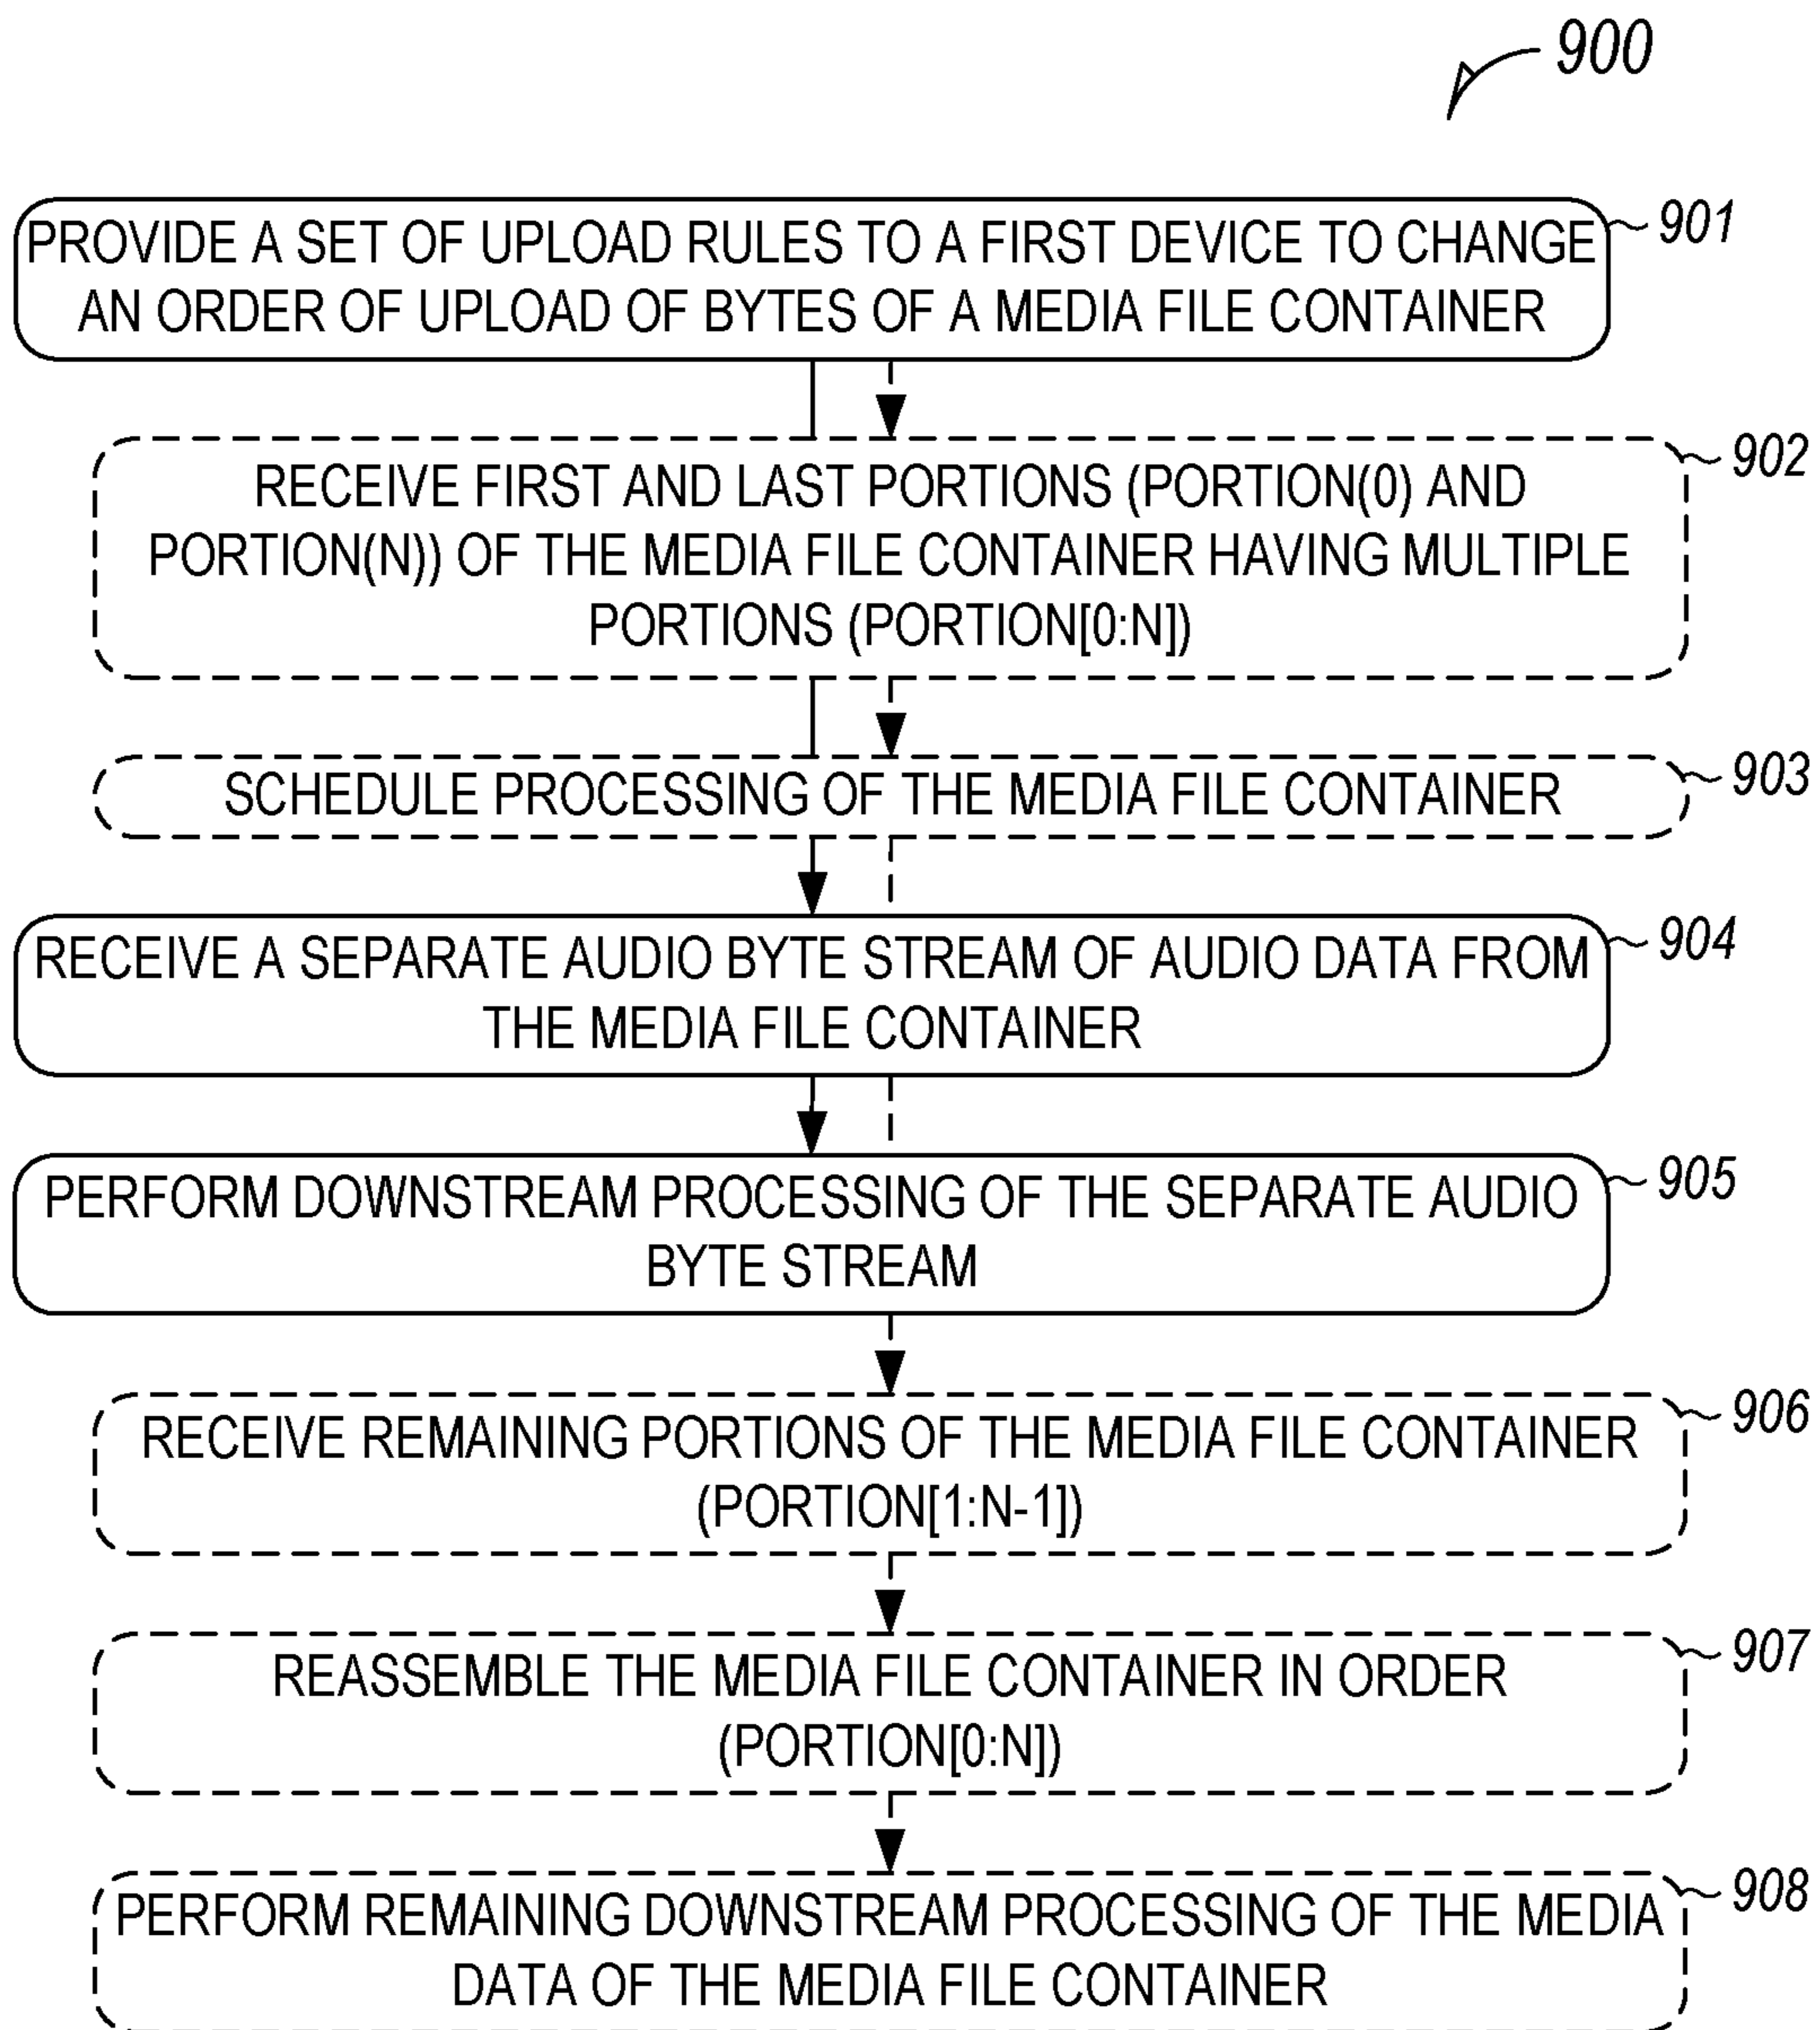 900
PROVIDE A SET OF UPLOAD RULES TO A FIRST DEVICE TO CHANGE
AN ORDER OF UPLOAD OF BYTES OF A MEDIA FILE CONTAINER
901
RECEIVE FIRST AND LAST PORTIONS (PORTION(0) AND
PORTION(N)) OF THE MEDIA FILE CONTAINER HAVING MULTIPLE
PORTIONS (PORTION[0:N])
902
SCHEDULE PROCESSING OF THE MEDIA FILE CONTAINER
903
RECEIVE A SEPARATE AUDIO BYTE STREAM OF AUDIO DATA FROM
THE MEDIA FILE CONTAINER
904
PERFORM DOWNSTREAM PROCESSING OF THE SEPARATE AUDIO
BYTE STREAM
905
RECEIVE REMAINING PORTIONS OF THE MEDIA FILE CONTAINER
(PORTION[1:N-1])
906
REASSEMBLE THE MEDIA FILE CONTAINER IN ORDER
(PORTION[0:N])
907
PERFORM REMAINING DOWNSTREAM PROCESSING OF THE MEDIA
DATA OF THE MEDIA FILE CONTAINER
908